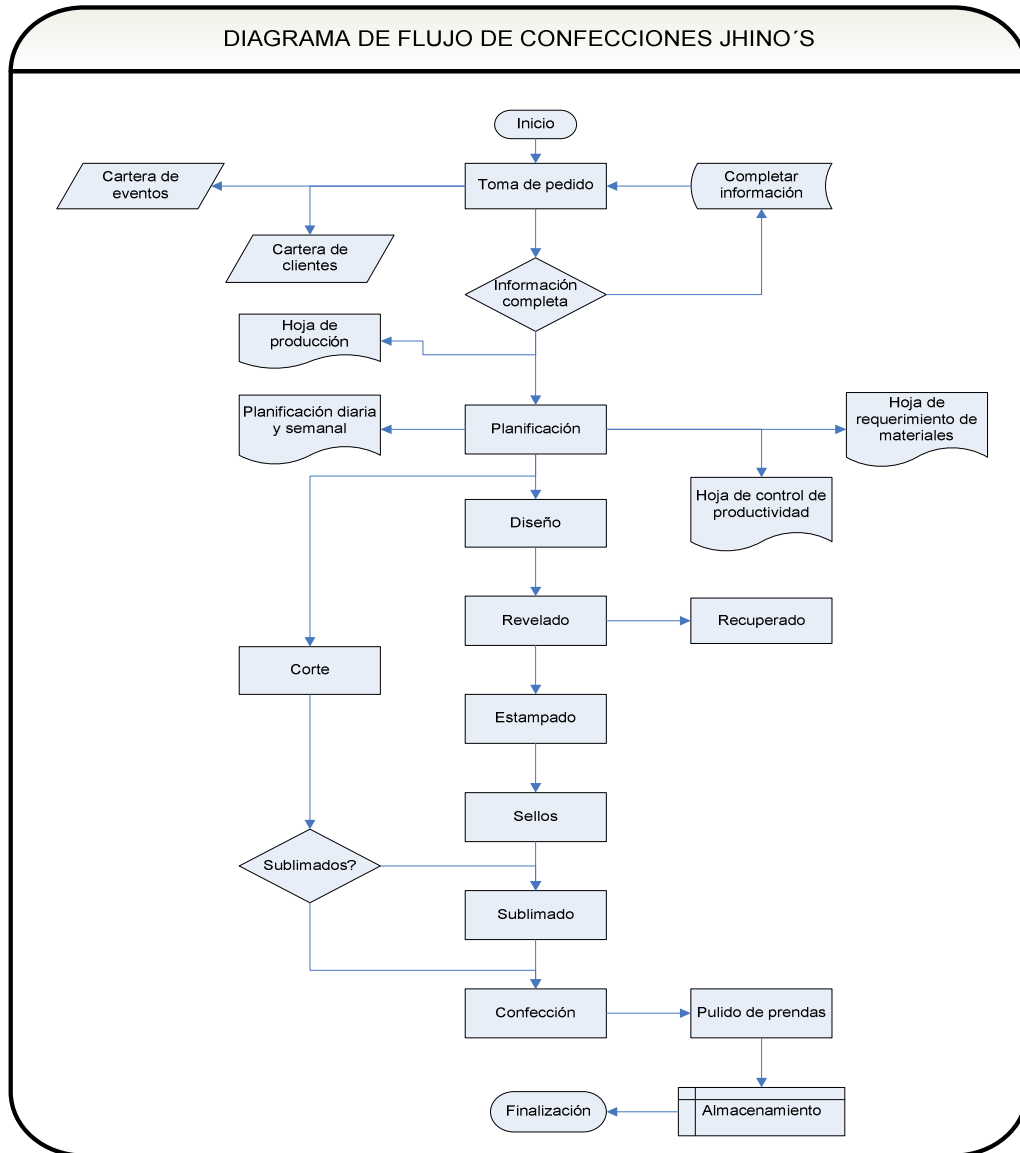 DIAGRAMA DE FLUJO DE CONFECCIONES JHINO´S
Inicio
Cartera de
eventos
Toma de pedido
Completar
información
Cartera de
clientes
Información
completa
Hoja de
producción
Planificación diaria
y semanal
Planificación
Hoja de
requerimiento de
materiales
Hoja de control de
productividad
Diseño
Revelado
Recuperado
Corte
Estampado
Sellos
Sublimados?
Sublimado
Confección
Pulido de prendas
Finalización
Almacenamiento